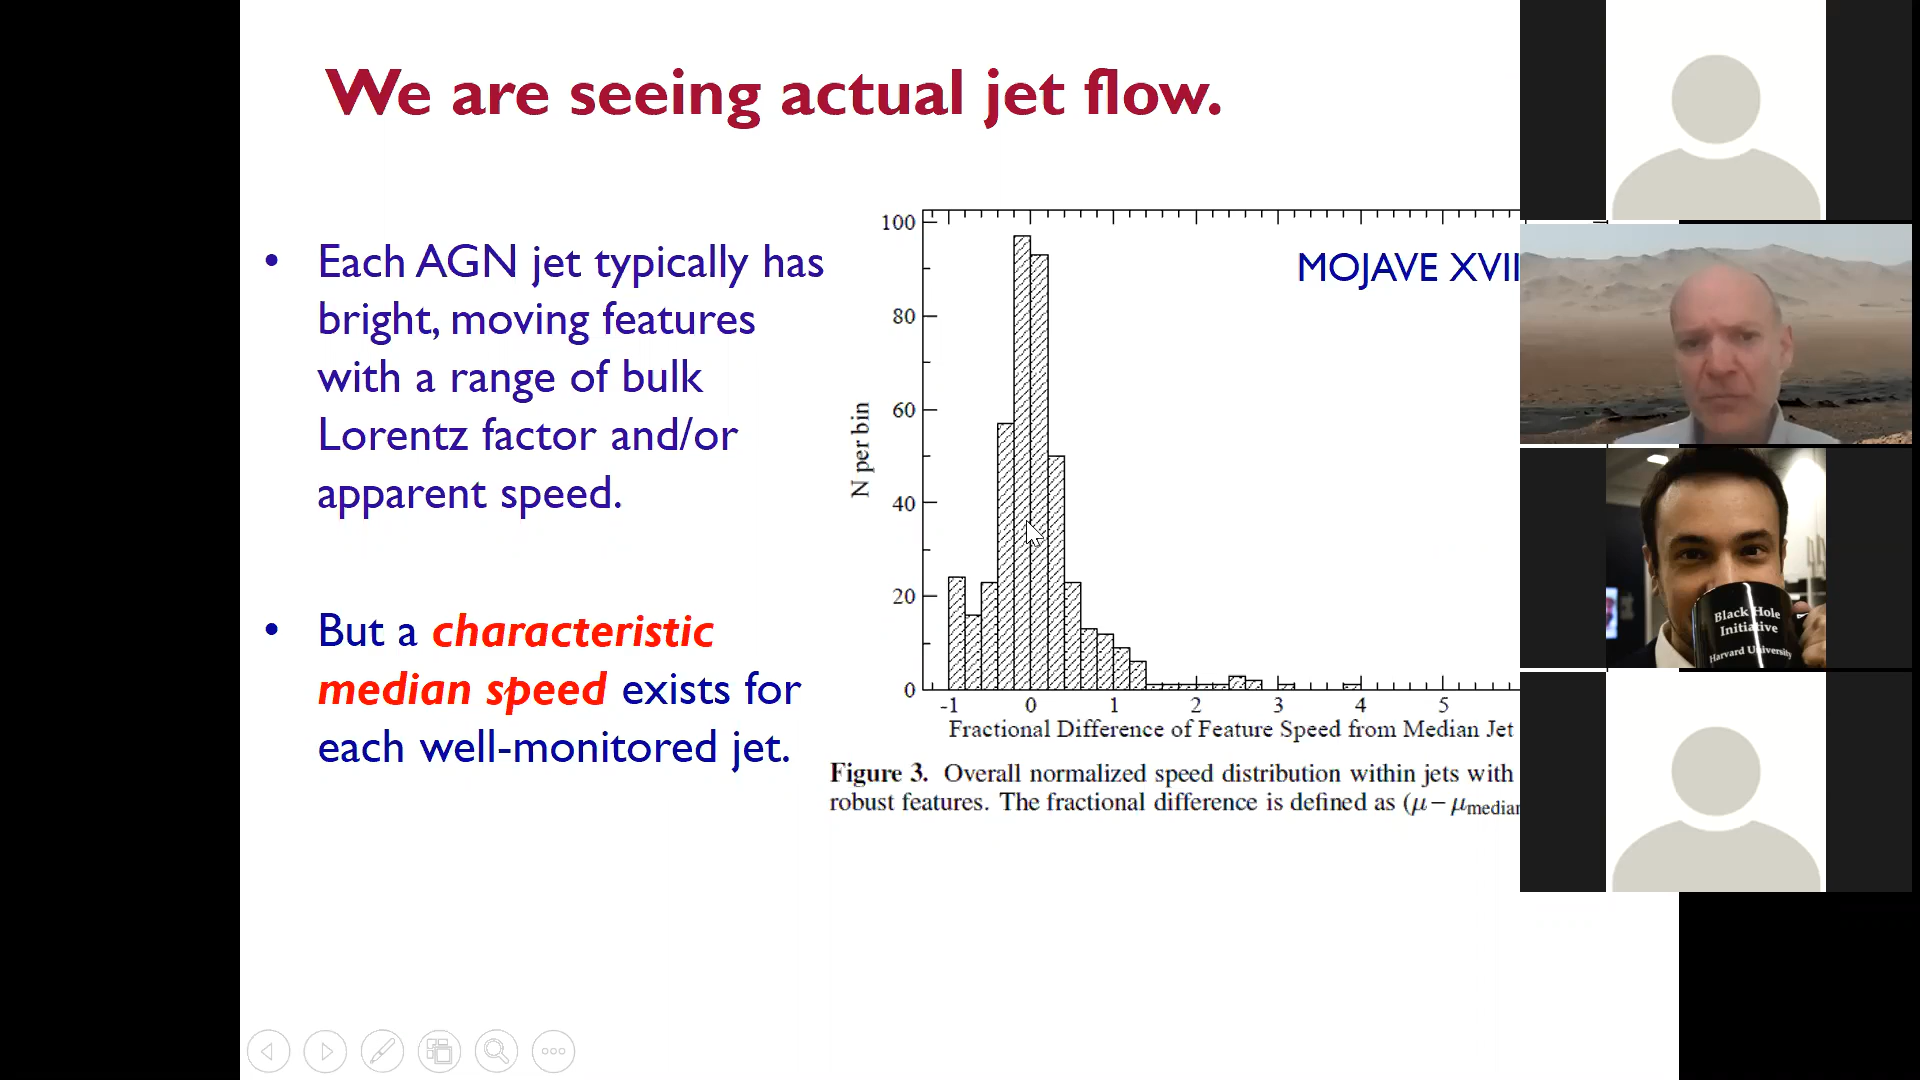 We are seeing actual jet flow.
• Each AGN jet typically has
bright, moving features
with a range of bulk
Lorentz factor and/or
apparent speed.
• But a characteristic
median speed exists for
each well-monitored jet.
MOJAVE XVII
100
80
60
40
20
0
N per bin
-1 0 1 2 3 4 5
Fractional Difference of Feature Speed from Median Jet
Figure 3. Overall normalized speed distribution within jets with
robust features. The fractional difference is defined as (μ − μmedian
Black Hole
Initiative
Harvard University